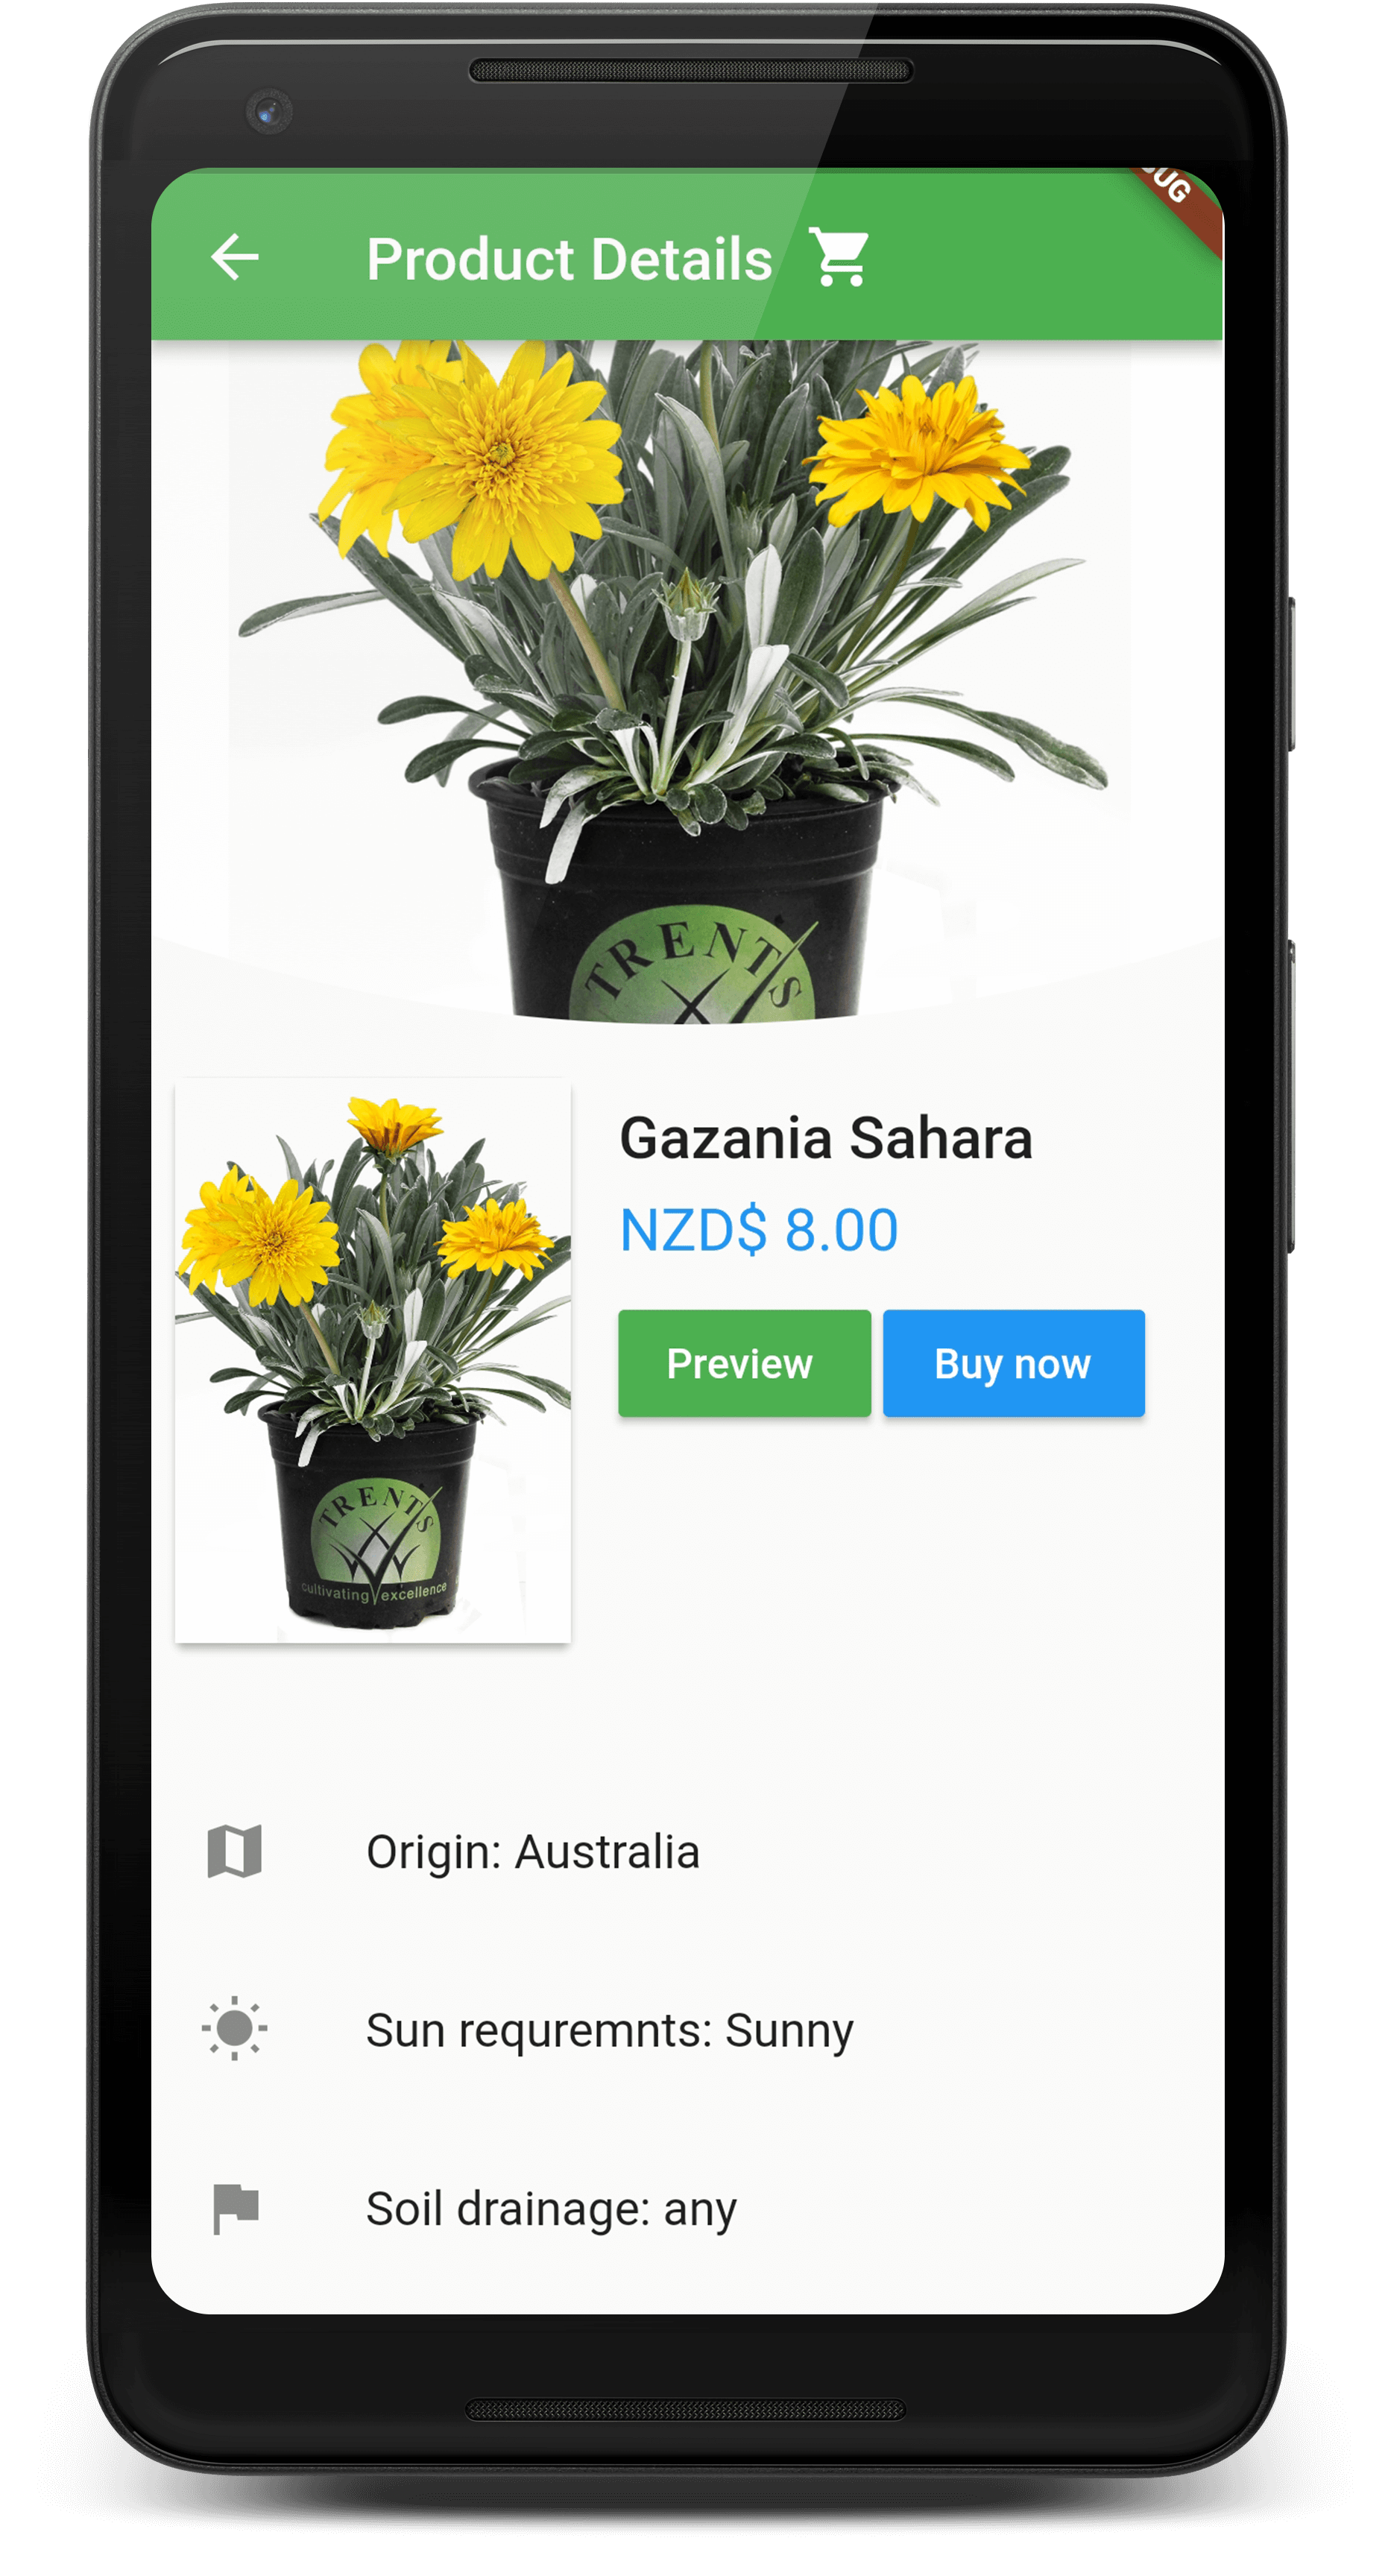 UG
Product Details
TRENTS
Gazania Sahara
NZD$ 8.00
Preview
Buy now
TRENTS
cultivating excellence
Origin: Australia
Sun requremnts: Sunny
Soil drainage: any